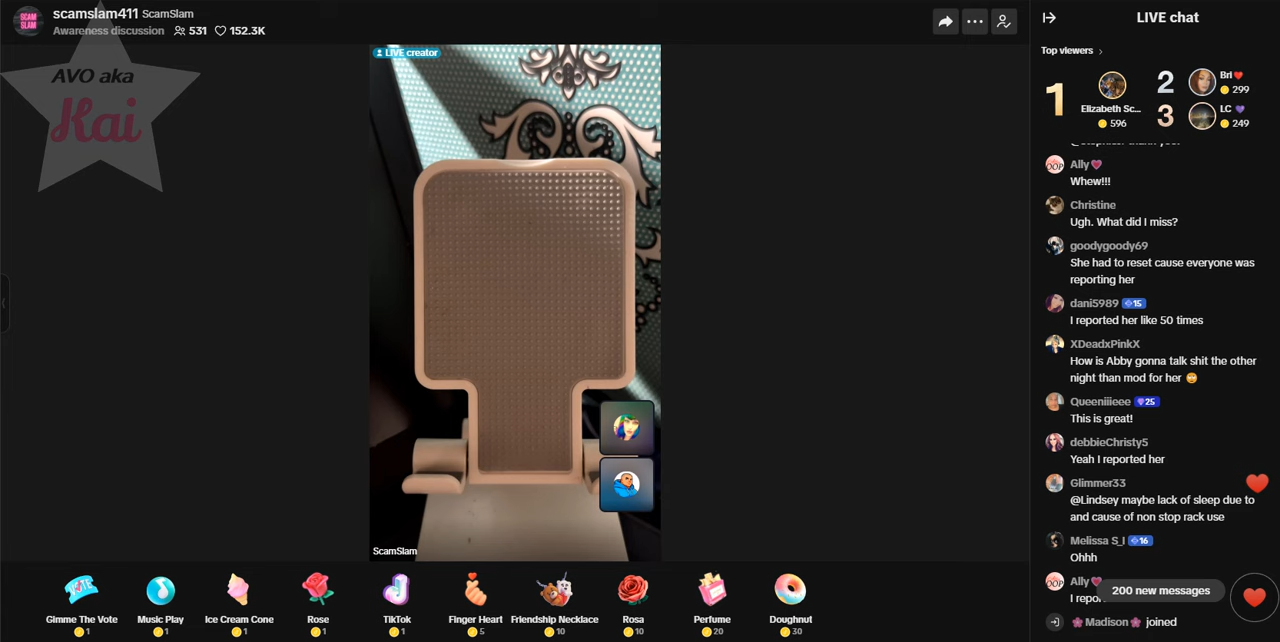 scamslam411 ScamSlam
Awareness discussion 531 152.3K
SCAM
SLAM
AVO aka
Kai
LIVE creator
ScamSlam
Gimme The Vote
1
Music Play
1
Ice Cream Cone
1
Rose
1
TikTok
1
Finger Heart
5
Friendship Necklace
10
Rosa
10
Perfume
20
Doughnut
30
VOTE
LIVE chat
Top viewers
1
Elizabeth Sc...
596
2
Bri
299
3
LC
249
Ally
Whew!!!
Christine
Ugh. What did I miss?
goodygoody69
She had to reset cause everyone was
reporting her
dani5989 15
I reported her like 50 times
XDeadxPinkX
How is Abby gonna talk shit the other
night than mod for her
Queeniiieee 25
This is great!
debbieChristy5
Yeah I reported her
Glimmer33
@Lindsey maybe lack of sleep due to
and cause of non stop rack use
Melissa S_I 16
Ohhh
Ally
I repor
200 new messages
Madison joined